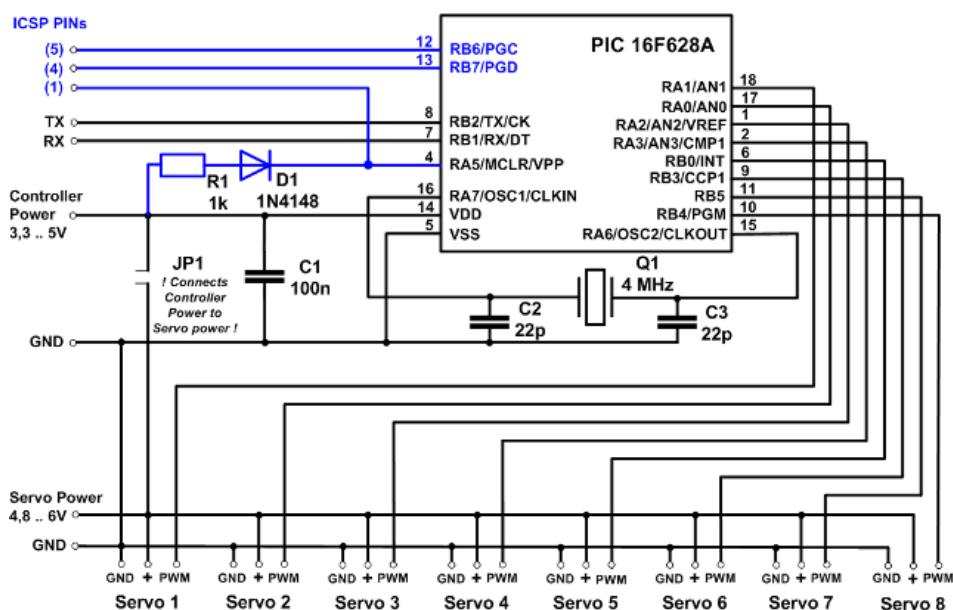 ICSP PINs
(5)
(4)
(1)
TX
RX
Controller
Power
3,3 .. 5V
GND
Servo Power
4,8 .. 6V
GND
R1
1k
D1
1N4148
JP1
! Connects
Controller
Power to
Servo power !
C1
100n
PIC 16F628A
12 RB6/PGC
13 RB7/PGD
8 RB2/TX/CK
7 RB1/RX/DT
4 RA5/MCLR/VPP
16 RA7/OSC1/CLKIN
14 VDD
5 VSS
RA1/AN1 18
RA0/AN0 17
RA2/AN2/VREF 1
RA3/AN3/CMP1 2
RB0/INT 6
RB3/CCP1 9
RB5 11
RB4/PGM 10
RA6/OSC2/CLKOUT 15
Q1
4 MHz
C2
22p
C3
22p
GND + PWM
Servo 1
GND + PWM
Servo 2
GND + PWM
Servo 3
GND + PWM
Servo 4
GND + PWM
Servo 5
GND + PWM
Servo 6
GND + PWM
Servo 7
GND + PWM
Servo 8